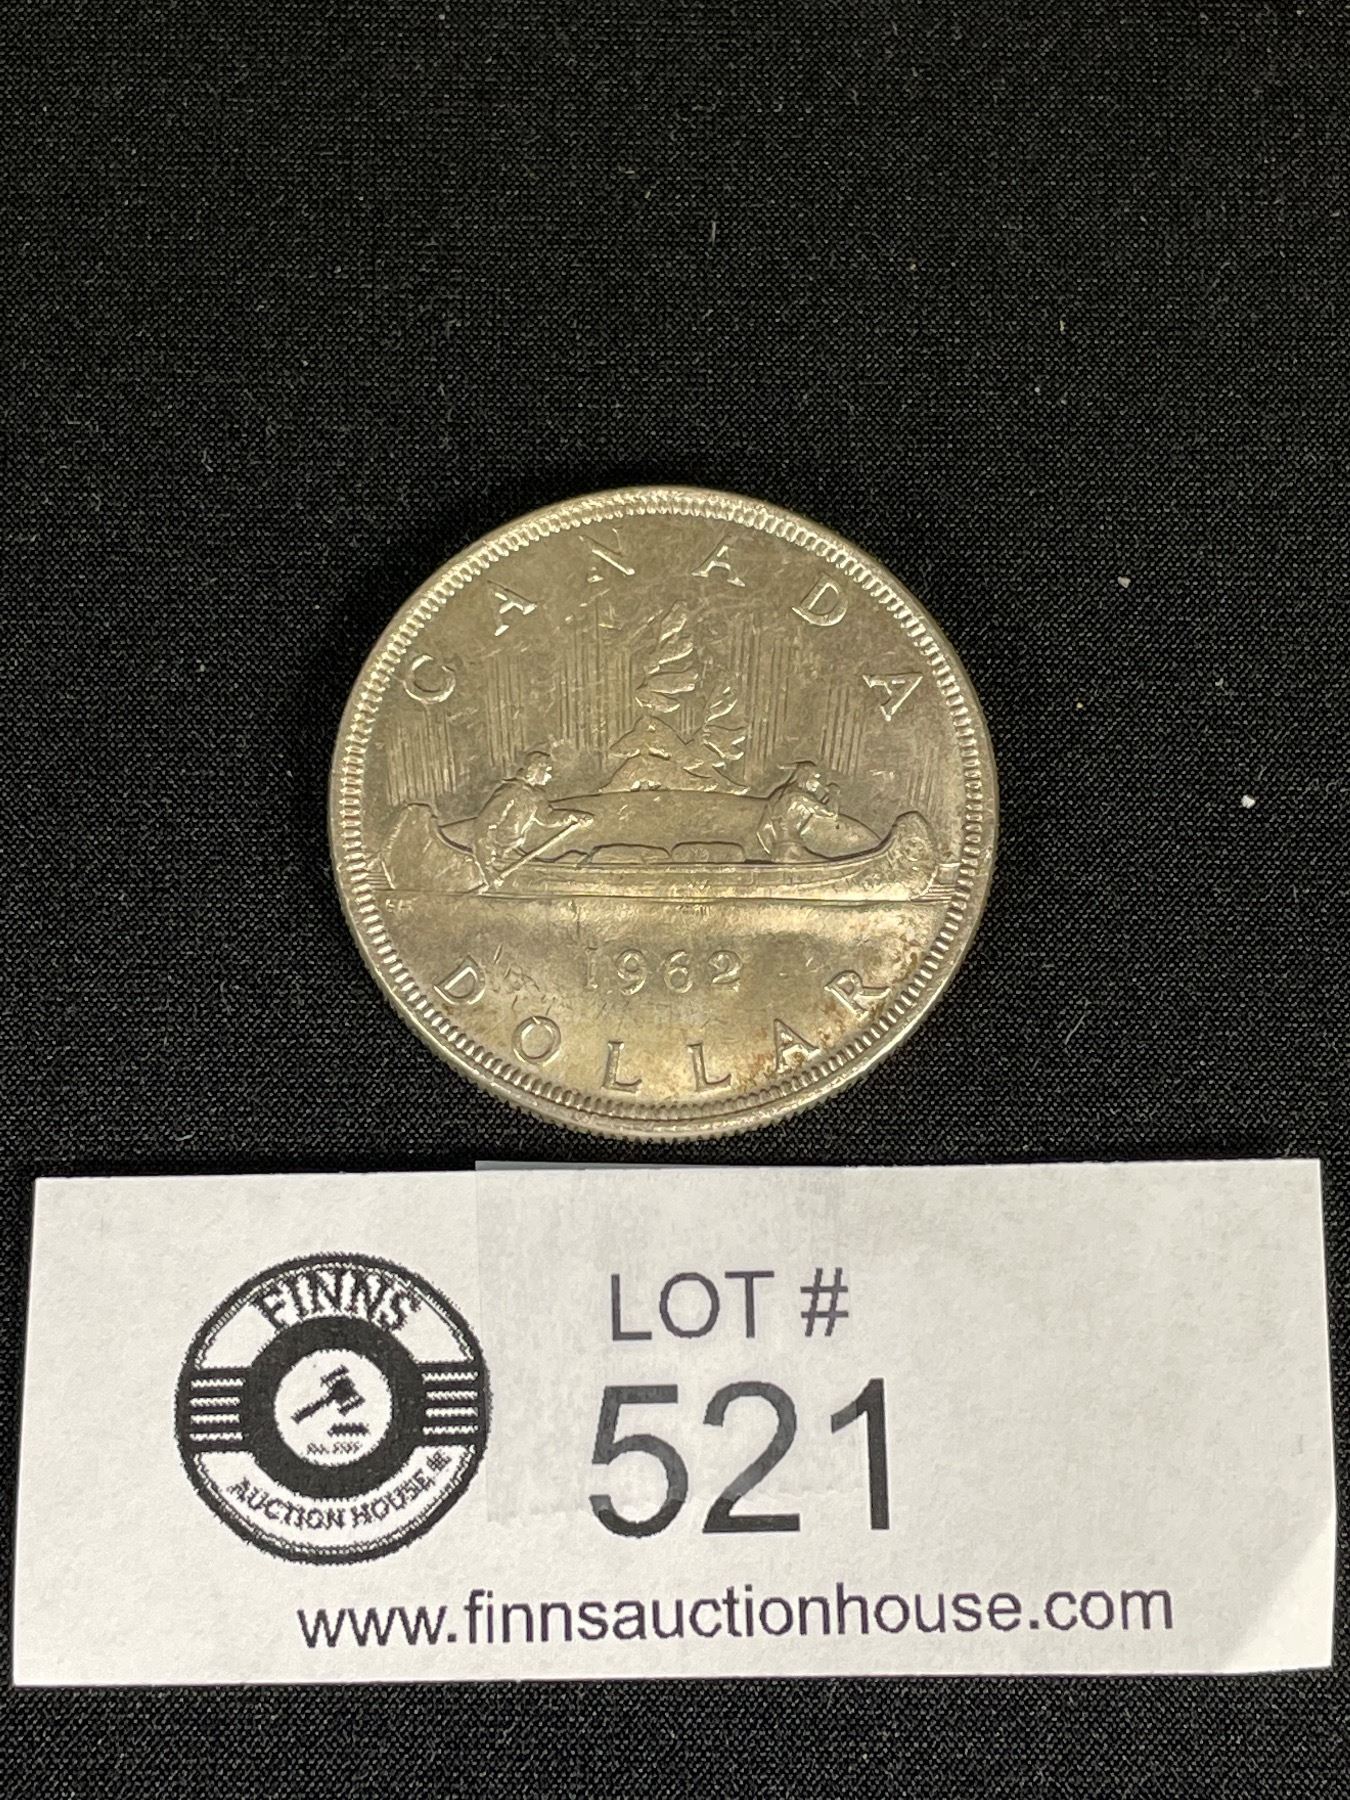 CANADA
1962
DOLLAR
FINNS
AUCTION HOUSE
LOT #
521
www.finnsauctionhouse.com